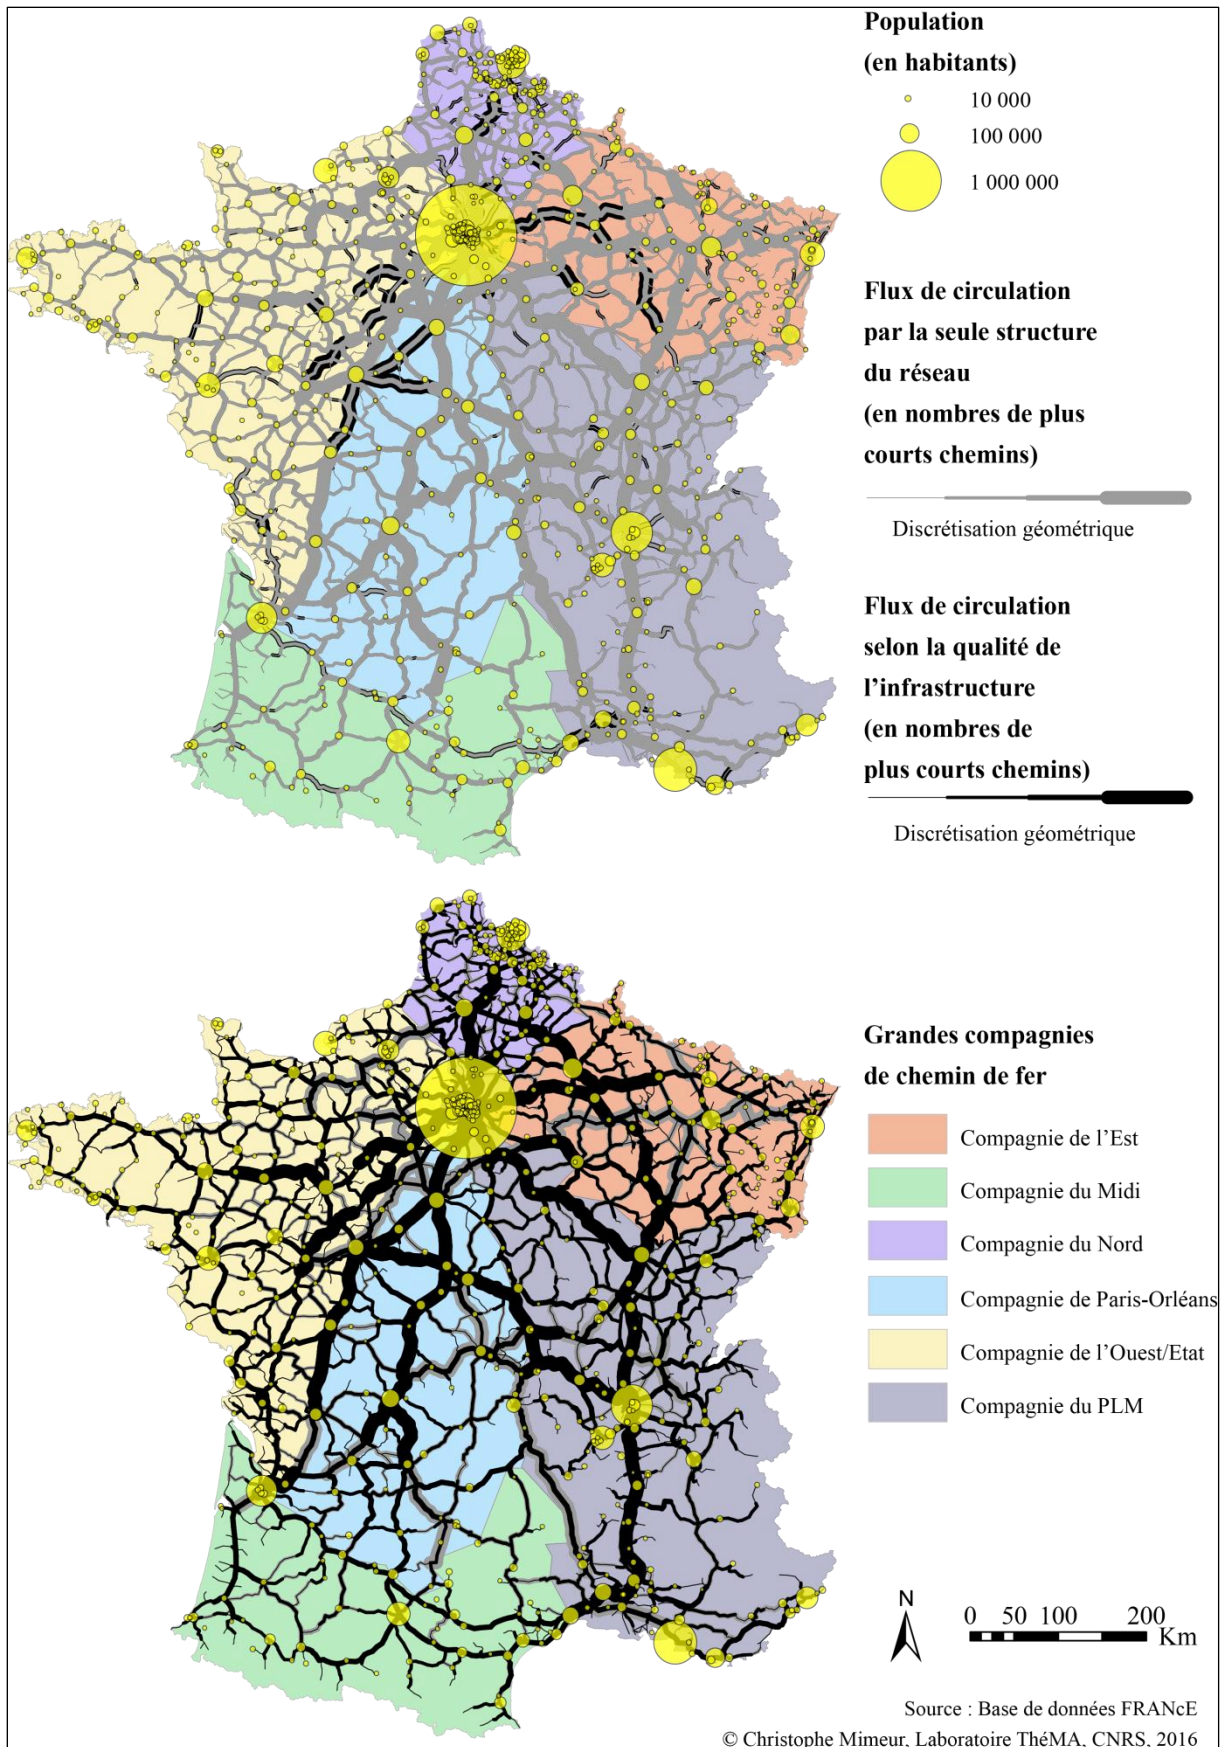 Population
(en habitants)
10 000
100 000
1 000 000
Flux de circulation
par la seule structure
du réseau
(en nombres de plus
courts chemins)
Discrétisation géométrique
Flux de circulation
selon la qualité de
l’infrastructure
(en nombres de
plus courts chemins)
Discrétisation géométrique
Grandes compagnies
de chemin de fer
Compagnie de l’Est
Compagnie du Midi
Compagnie du Nord
Compagnie de Paris-Orléans
Compagnie de l’Ouest/Etat
Compagnie du PLM
N
0 50 100 200
Km
Source : Base de données FRANcE
© Christophe Mimeur, Laboratoire ThéMA, CNRS, 2016